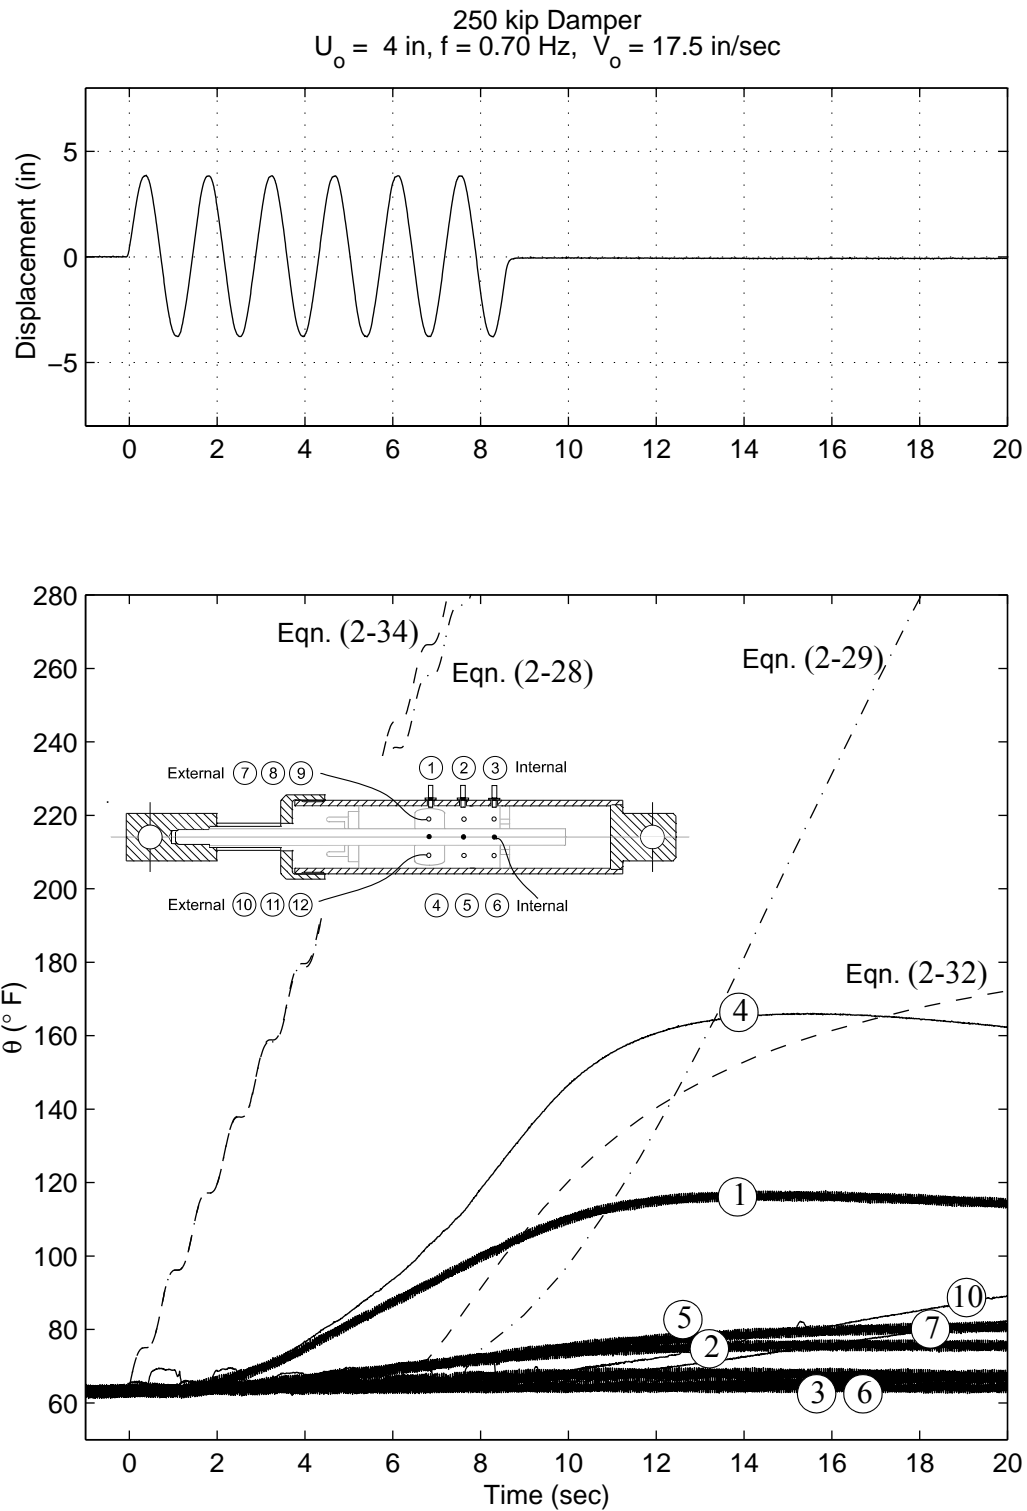 250 kip Damper
Uo = 4 in, f = 0.70 Hz, Vo = 17.5 in/sec
Displacement (in)
5
0
−5
0 2 4 6 8 10 12 14 16 18 20
θ (° F)
280
260
240
220
200
180
160
140
120
100
80
60
Eqn. (2-34)
Eqn. (2-28)
Eqn. (2-29)
External 7 8 9
1 2 3 Internal
External 10 11 12
4 5 6 Internal
Eqn. (2-32)
4
1
10
5
7
2
3 6
0 2 4 6 8 10 12 14 16 18 20
Time (sec)